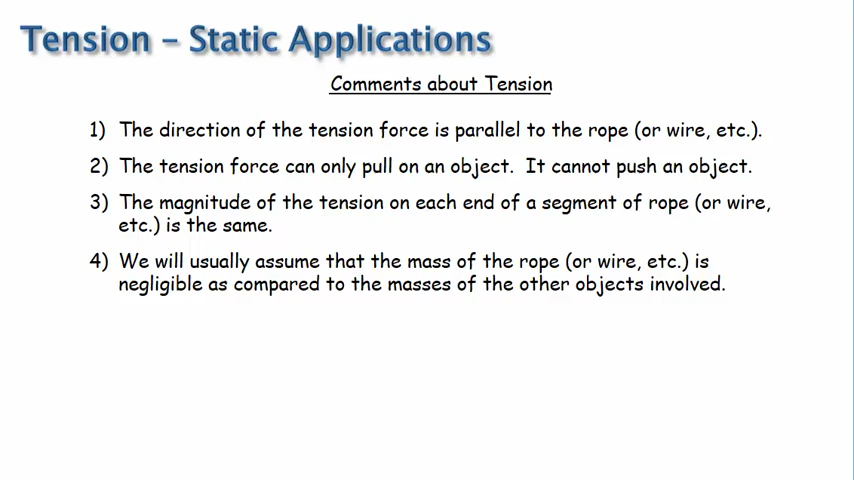 Tension – Static Applications
Comments about Tension
1) The direction of the tension force is parallel to the rope (or wire, etc.).
2) The tension force can only pull on an object. It cannot push an object.
3) The magnitude of the tension on each end of a segment of rope (or wire,
etc.) is the same.
4) We will usually assume that the mass of the rope (or wire, etc.) is
negligible as compared to the masses of the other objects involved.